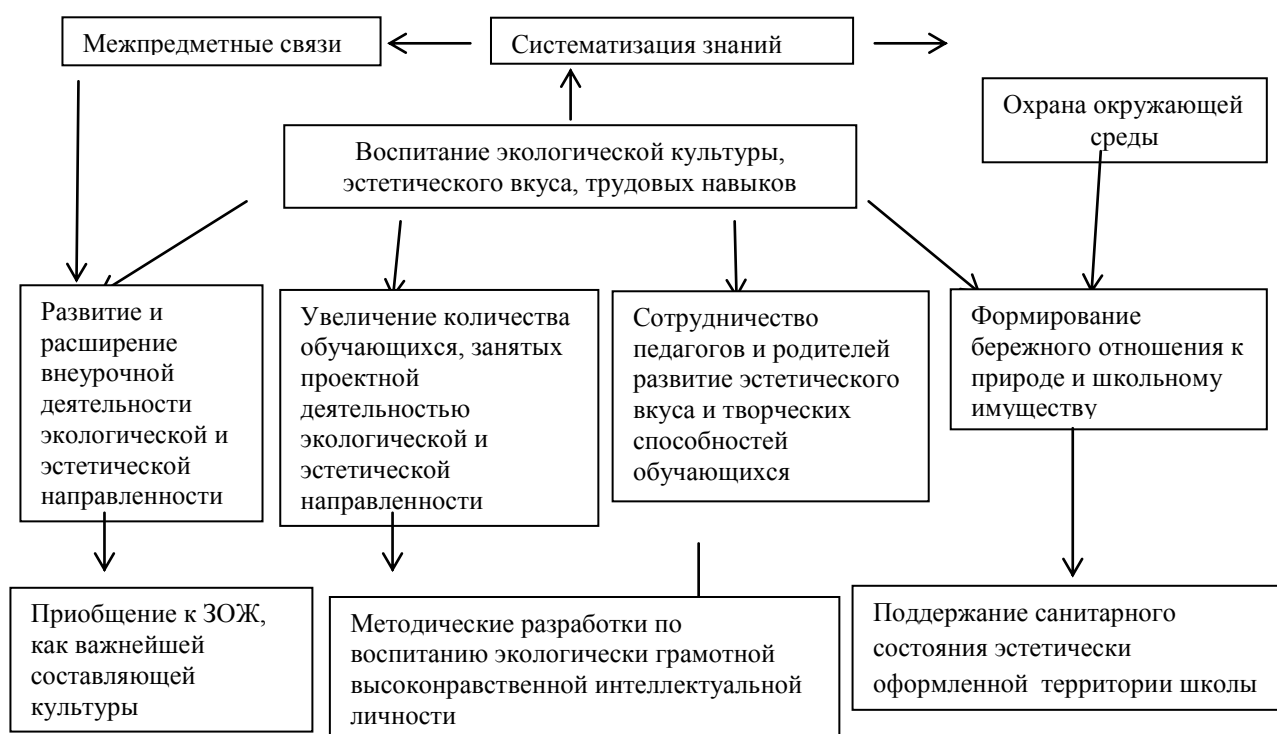 Межпредметные связи
Систематизация знаний
Охрана окружающей
среды
Воспитание экологической культуры,
эстетического вкуса, трудовых навыков
Развитие и
расширение
внеурочной
деятельности
экологической и
эстетической
направленности
Увеличение количества
обучающихся, занятых
проектной
деятельностью
экологической и
эстетической
направленности
Сотрудничество
педагогов и родителей
развитие эстетического
вкуса и творческих
способностей
обучающихся
Формирование
бережного отношения к
природе и школьному
имуществу
Приобщение к ЗОЖ,
как важнейшей
составляющей
культуры
Методические разработки по
воспитанию экологически грамотной
высоконравственной интеллектуальной
личности
Поддержание санитарного
состояния эстетически
оформленной территории школы